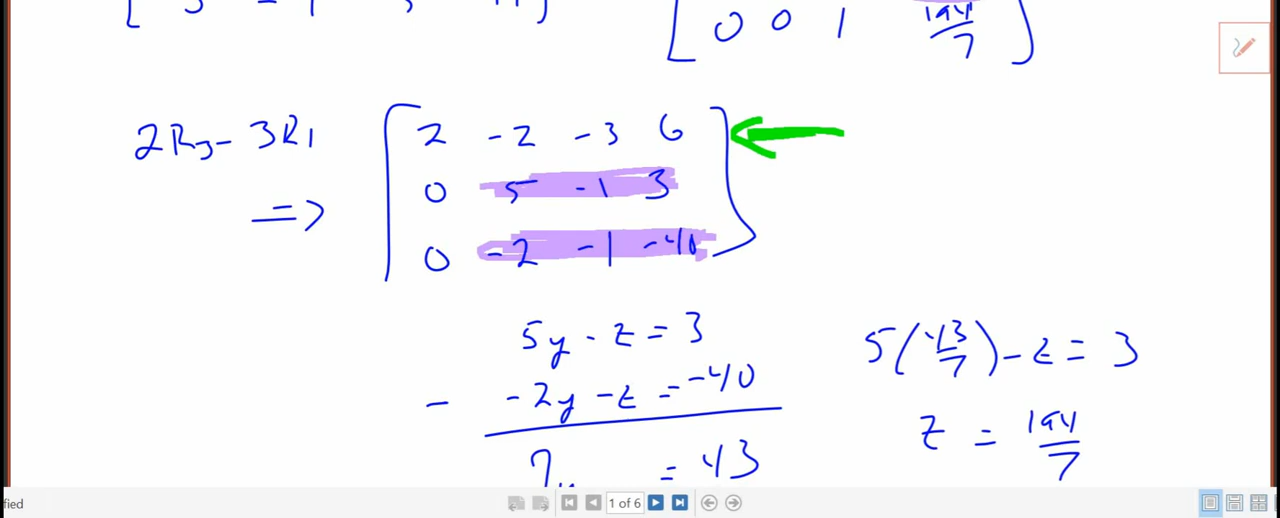 [ 0 0 1 194/7 ]
2R3 - 3R1
=>
[ 2 -2 -3 6
0 5 -1 3
0 -2 -1 -40 ]
5y - z = 3
- -2y - z = -40
= 43
5(43/7) - z = 3
z = 194/7
fied
1 of 6